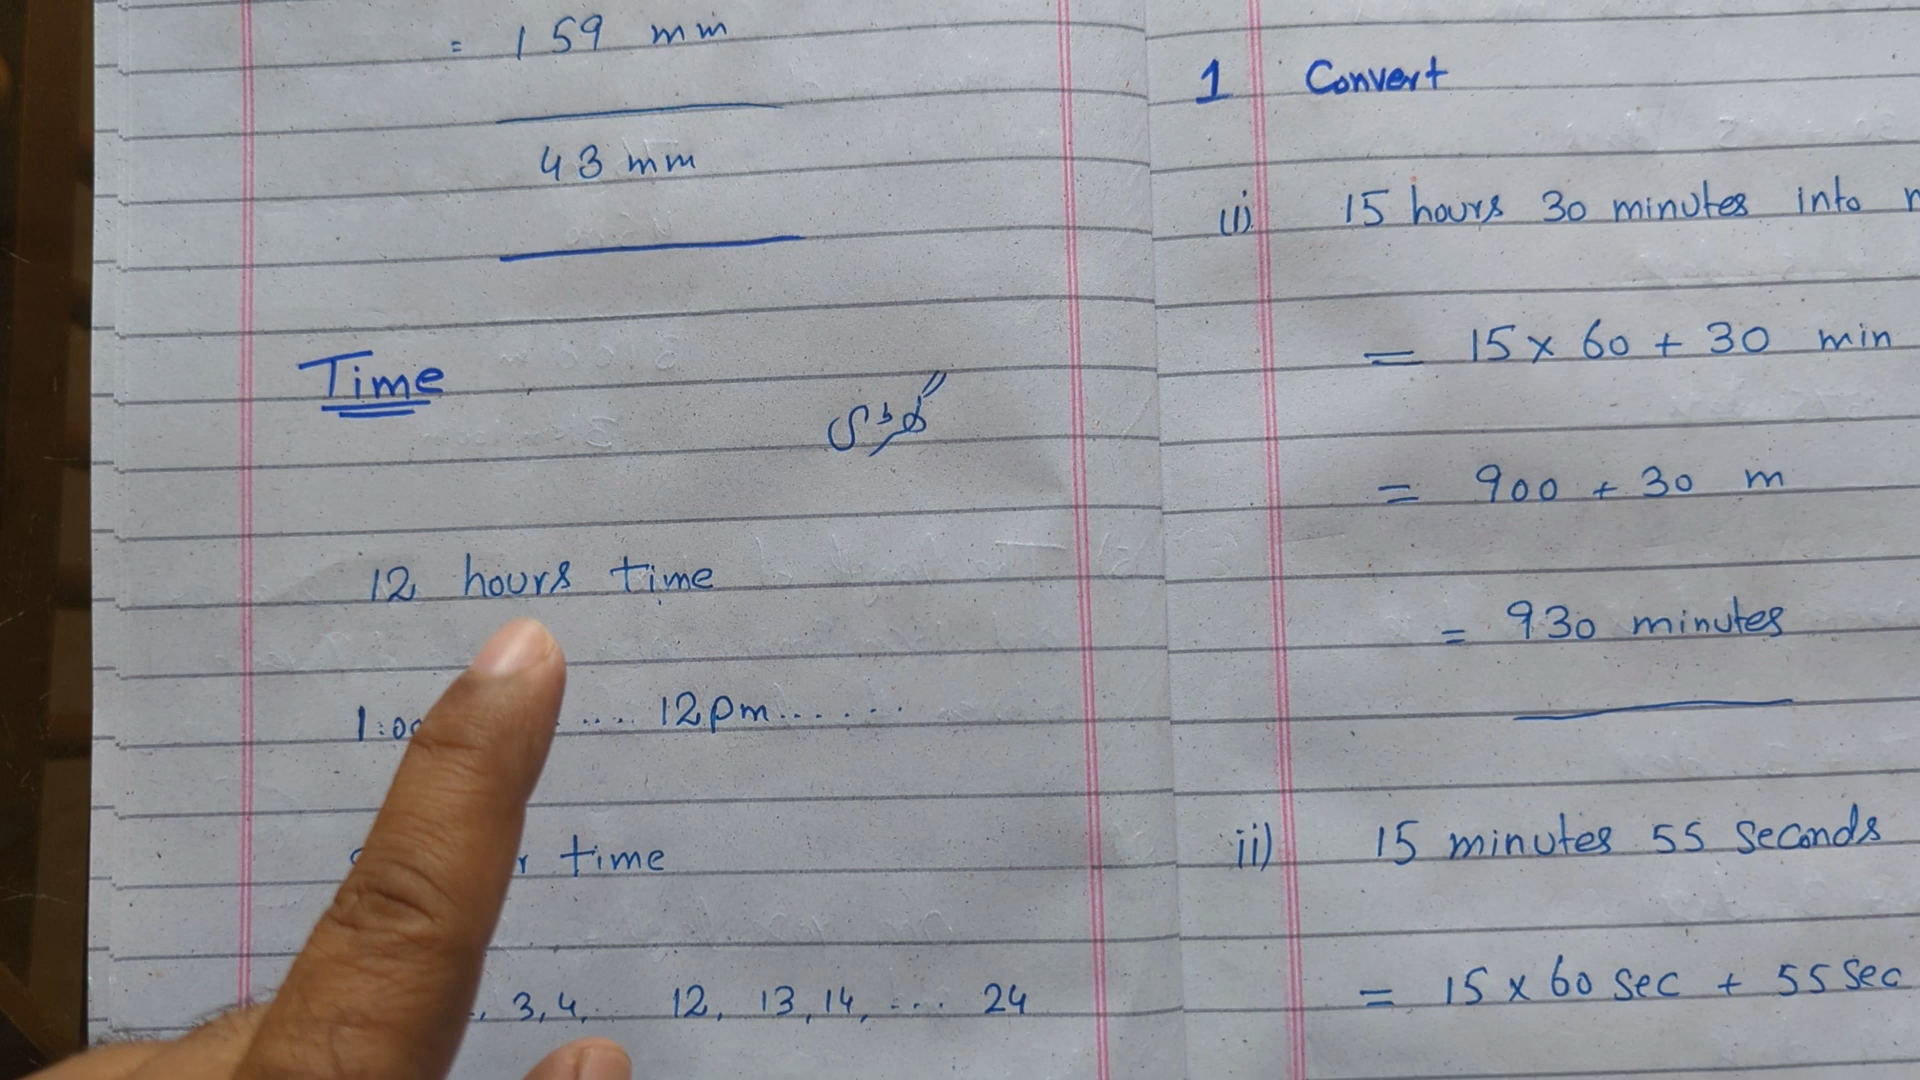 = 159 mm
43 mm
Time
12 hours time
1:00 .... 12pm......
time
3,4, .. 12, 13,14, .... 24
1 Convert
(i) 15 hours 30 minutes into
= 15 x 60 + 30 min
= 900 + 30 m
= 930 minutes
ii) 15 minutes 55 seconds
= 15 x 60 sec + 55 sec